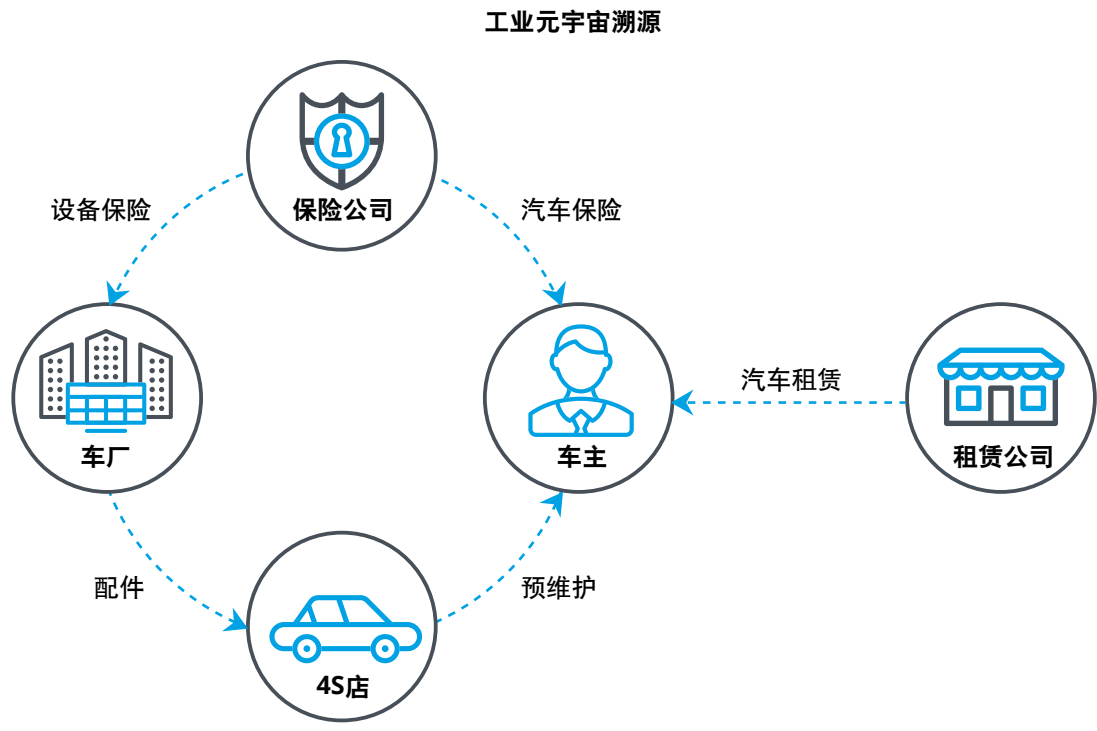 工业元宇宙溯源
保险公司
设备保险
汽车保险
车厂
车主
汽车租赁
租赁公司
配件
预维护
4S店